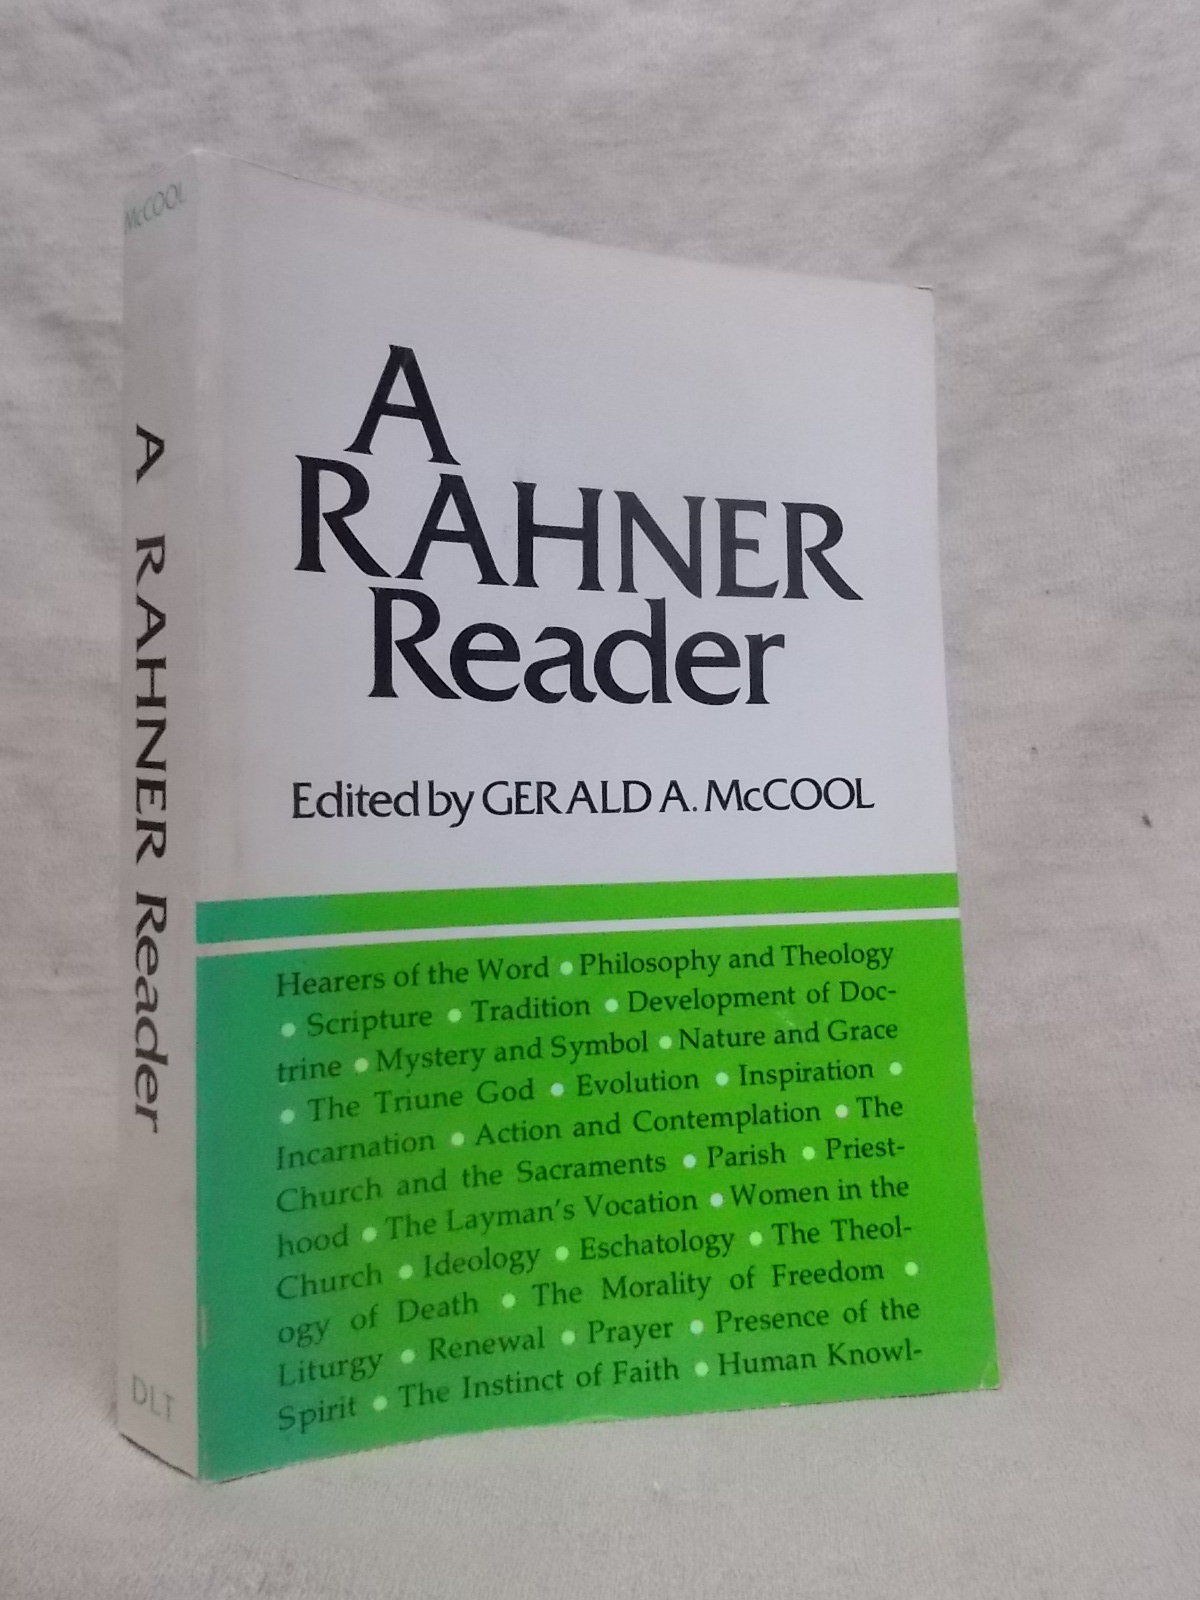 McCOOL
A RAHNER Reader
DLT
A
RAHNER
Reader
Edited by GERALD A. McCOOL
Hearers of the Word • Philosophy and Theology
• Scripture • Tradition • Development of Doc-
trine • Mystery and Symbol • Nature and Grace
• The Triune God • Evolution • Inspiration •
Incarnation • Action and Contemplation • The
Church and the Sacraments • Parish • Priest-
hood • The Layman's Vocation • Women in the
Church • Ideology • Eschatology • The Theol-
ogy of Death • The Morality of Freedom •
Liturgy • Renewal • Prayer • Presence of the
Spirit • The Instinct of Faith • Human Knowl-